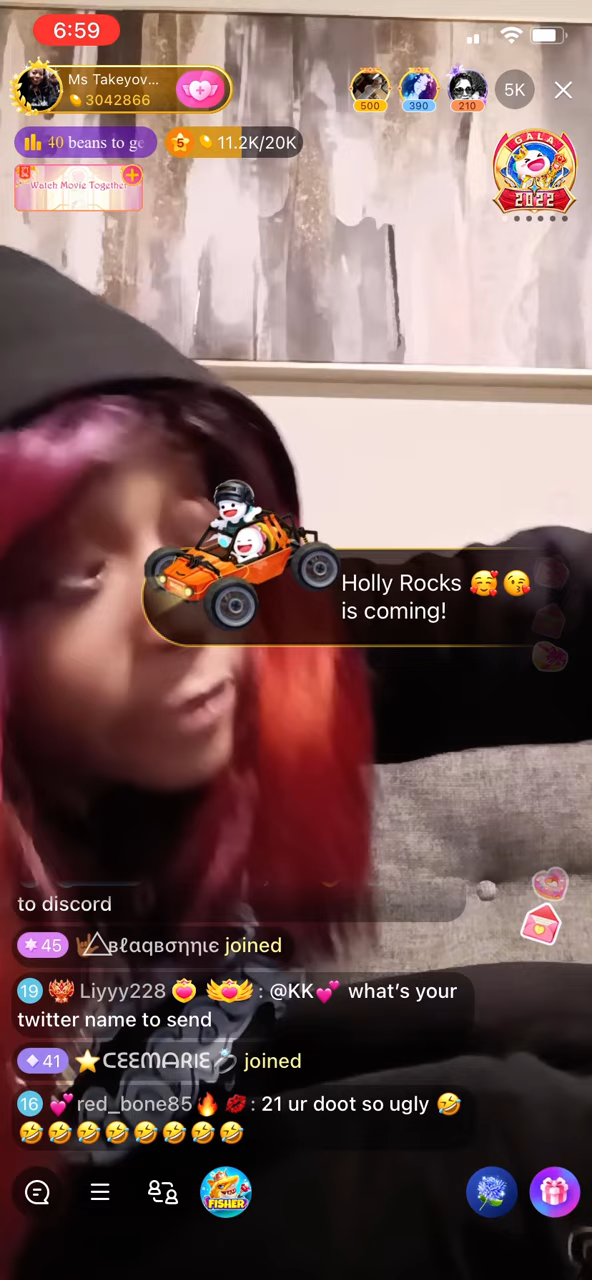 6:59
Ms Takeyov...
3042866
500
390
210
5K
40 beans to ge
5
11.2K/20K
Watch Movie Together
GALA
2022
Holly Rocks 🥰 😘
is coming!
to discord
45 вℓαqвσηηιє joined
19 Liyyy228 : @KK💕 what's your
twitter name to send
41 ⭐ᑕƐƐᗰᗩᖇIE💍 joined
16 💕red_bone85🔥 💋: 21 ur doot so ugly 🤣
🤣🤣🤣🤣🤣🤣🤣🤣
FISHER